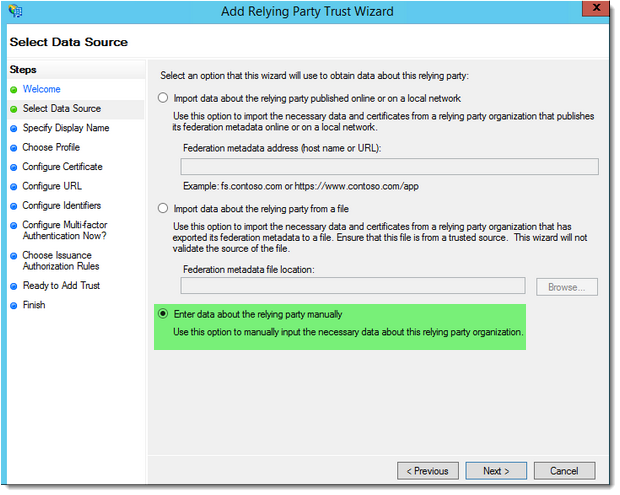 Add Relying Party Trust Wizard
x
Select Data Source
Steps
Welcome
Select Data Source
Specify Display Name
Choose Profile
Configure Certificate
Configure URL
Configure Identifiers
Configure Multi-factor
Authentication Now?
Choose Issuance
Authorization Rules
Ready to Add Trust
Finish
Select an option that this wizard will use to obtain data about this relying party:
Import data about the relying party published online or on a local network
Use this option to import the necessary data and certificates from a relying party organization that publishes
its federation metadata online or on a local network.
Federation metadata address (host name or URL):
Example: fs.contoso.com or https://www.contoso.com/app
Import data about the relying party from a file
Use this option to import the necessary data and certificates from a relying party organization that has
exported its federation metadata to a file. Ensure that this file is from a trusted source.  This wizard will not
validate the source of the file.
Federation metadata file location:
Browse...
Enter data about the relying party manually
Use this option to manually input the necessary data about this relying party organization.
< Previous
Next >
Cancel